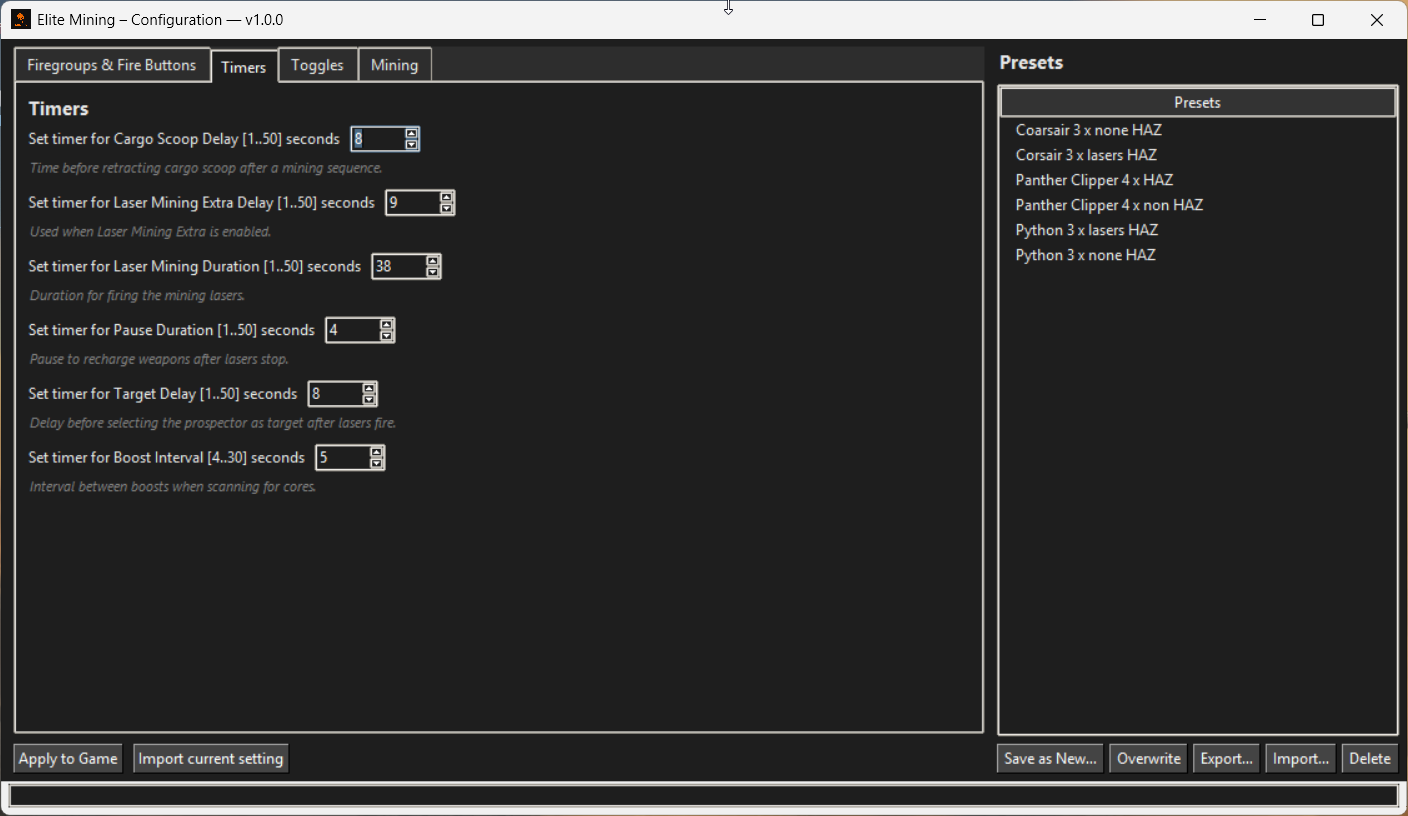 Elite Mining – Configuration — v1.0.0
Firegroups & Fire Buttons Timers Toggles Mining
Timers
Set timer for Cargo Scoop Delay [1..50] seconds 8
Time before retracting cargo scoop after a mining sequence.
Set timer for Laser Mining Extra Delay [1..50] seconds 9
Used when Laser Mining Extra is enabled.
Set timer for Laser Mining Duration [1..50] seconds 38
Duration for firing the mining lasers.
Set timer for Pause Duration [1..50] seconds 4
Pause to recharge weapons after lasers stop.
Set timer for Target Delay [1..50] seconds 8
Delay before selecting the prospector as target after lasers fire.
Set timer for Boost Interval [4..30] seconds 5
Interval between boosts when scanning for cores.
Apply to Game Import current setting
Presets
Presets
Coarsair 3 x none HAZ
Corsair 3 x lasers HAZ
Panther Clipper 4 x HAZ
Panther Clipper 4 x non HAZ
Python 3 x lasers HAZ
Python 3 x none HAZ
Save as New... Overwrite Export... Import... Delete